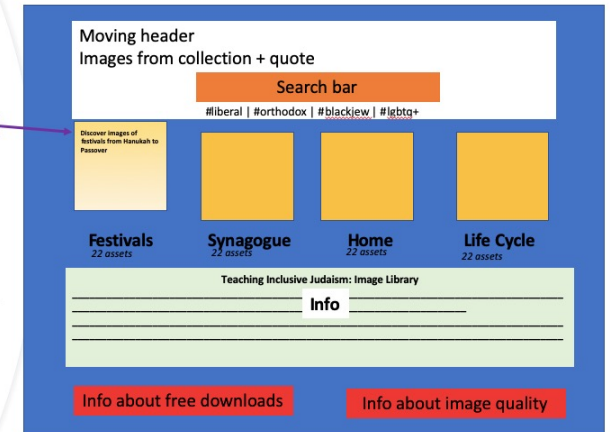 Moving header
Images from collection + quote
Search bar
#liberal | #orthodox | #blackjew | #lgbtq+
Discover images of
festivals from Hanukah to
Passover
Festivals
22 assets
Synagogue
22 assets
Home
22 assets
Life Cycle
22 assets
Teaching Inclusive Judaism: Image Library
Info
Info about free downloads
Info about image quality